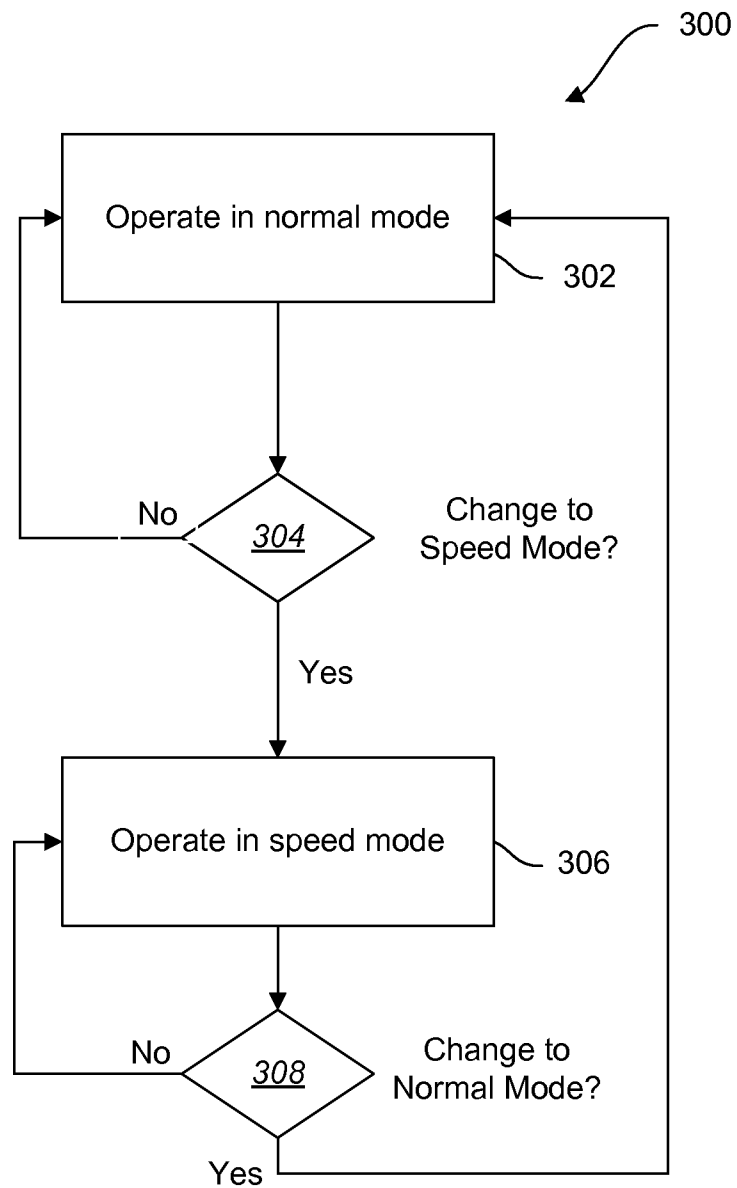 300
Operate in normal mode
302
No
304
Change to
Speed Mode?
Yes
Operate in speed mode
306
No
308
Change to
Normal Mode?
Yes